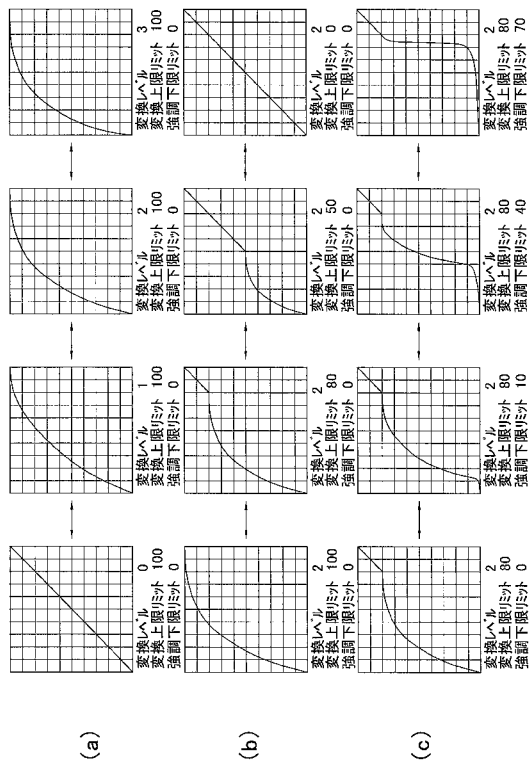 (a)
変換レベル 0
変換上限リミット 100
強調下限リミット 0
変換レベル 1
変換上限リミット 100
強調下限リミット 0
変換レベル 2
変換上限リミット 100
強調下限リミット 0
変換レベル 3
変換上限リミット 100
強調下限リミット 0
(b)
変換レベル 2
変換上限リミット 100
強調下限リミット 0
変換レベル 2
変換上限リミット 80
強調下限リミット 0
変換レベル 2
変換上限リミット 50
強調下限リミット 0
変換レベル 2
変換上限リミット 0
強調下限リミット 0
(c)
変換レベル 2
変換上限リミット 80
強調下限リミット 0
変換レベル 2
変換上限リミット 80
強調下限リミット 10
変換レベル 2
変換上限リミット 80
強調下限リミット 40
変換レベル 2
変換上限リミット 80
強調下限リミット 70